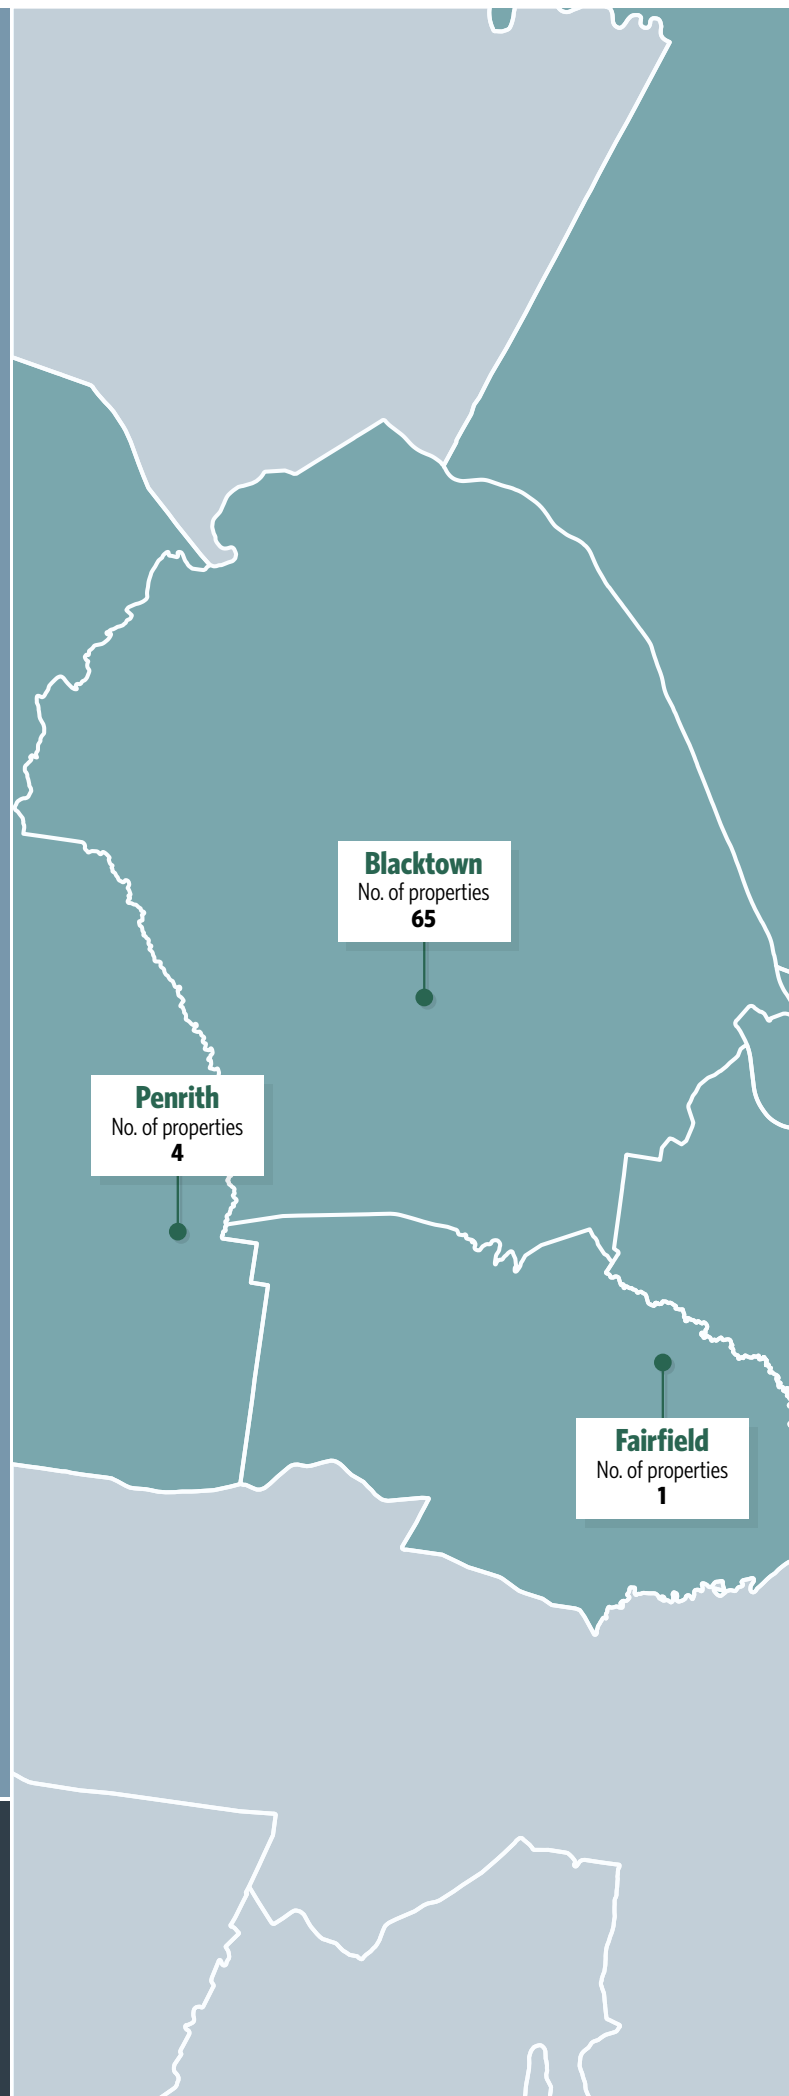 Blacktown
No. of properties
65
Penrith
No. of properties
4
Fairfield
No. of properties
1